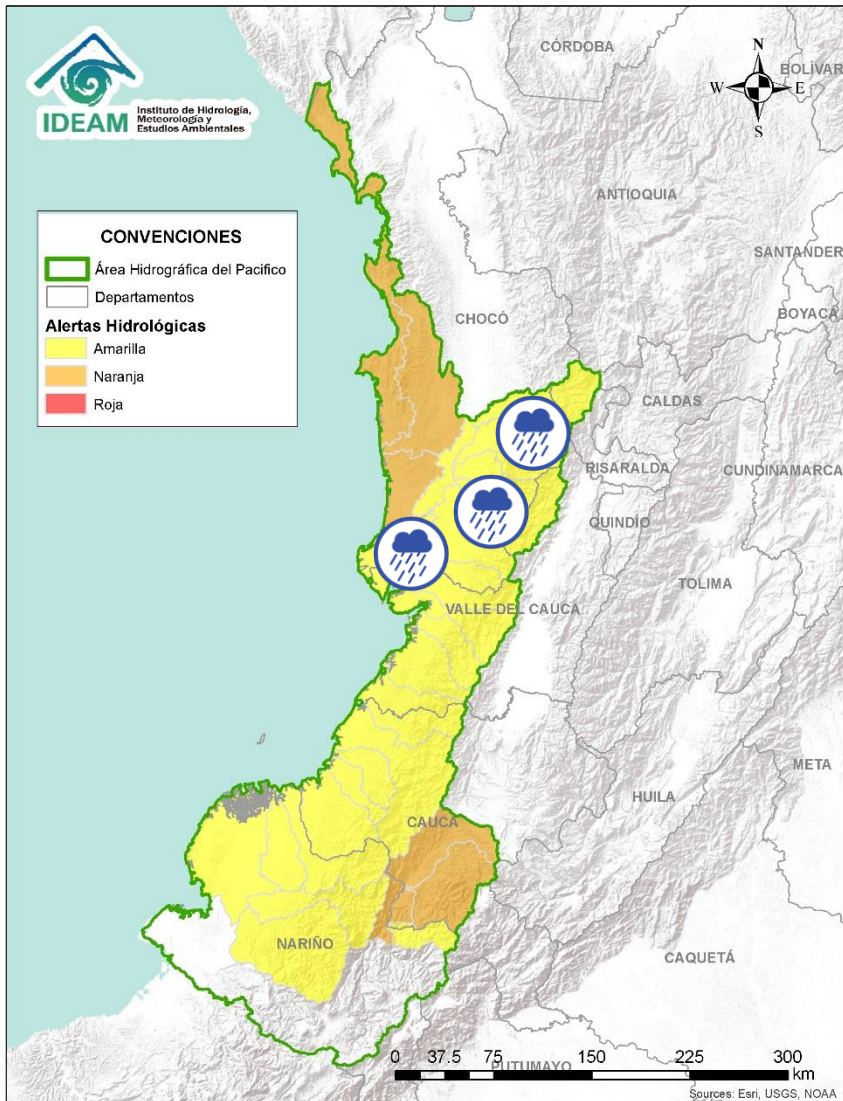 IDEAM
Instituto de Hidrología,
Meteorología y
Estudios Ambientales
CÓRDOBA
BOLÍVAR
N
W
E
S
ANTIOQUIA
SANTANDER
BOYACÁ
CONVENCIONES
Área Hidrográfica del Pacifico
Departamentos
Alertas Hidrológicas
Amarilla
Naranja
Roja
CHOCÓ
CALDAS
RISARALDA
CUNDINAMARCA
QUINDÍO
TOLIMA
VALLE DEL CAUCA
META
HUILA
CAUCA
NARIÑO
CAQUETÁ
PUTUMAYO
0 37.5 75 150 225 300
km
Sources: Esri, USGS, NOAA